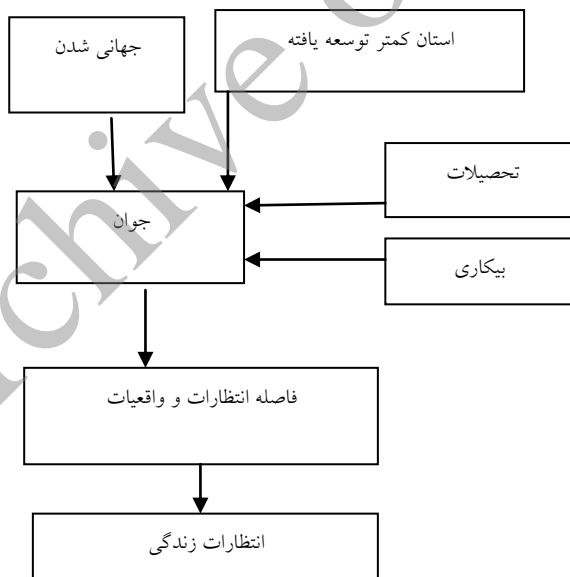 جهانی شدن
استان کمتر توسعه یافته
تحصیلات
جوان
بیکاری
فاصله انتظارات و واقعیات
انتظارات زندگی